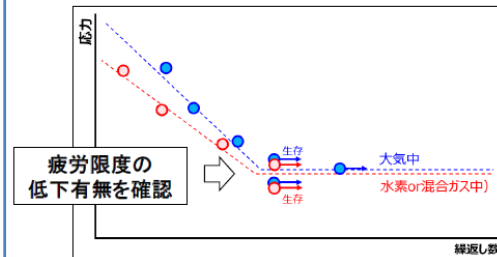 応力
生存
大気中
疲労限度の
低下有無を確認
水素or混合ガス中)
生存
繰返し数